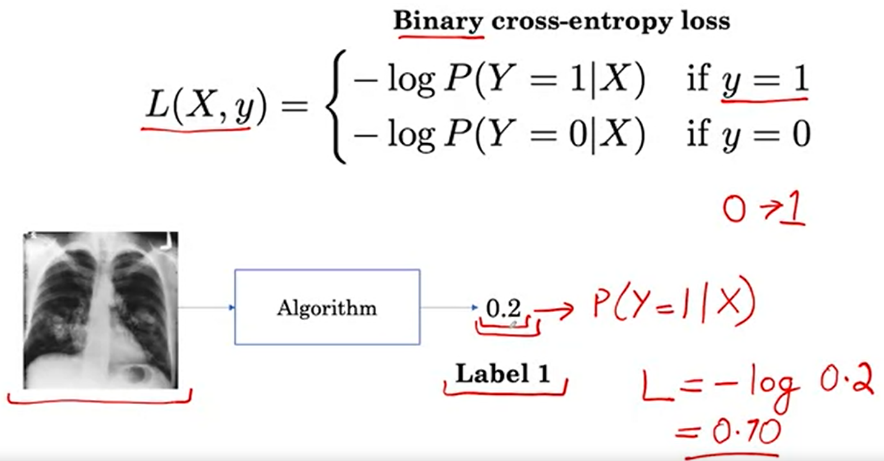 Binary cross-entropy loss
L(X, y) = { − log P(Y = 1|X) if y = 1
− log P(Y = 0|X) if y = 0
0 → 1
Algorithm
0.2 → P(Y=1|X)
Label 1
L = − log 0.2
= 0.70